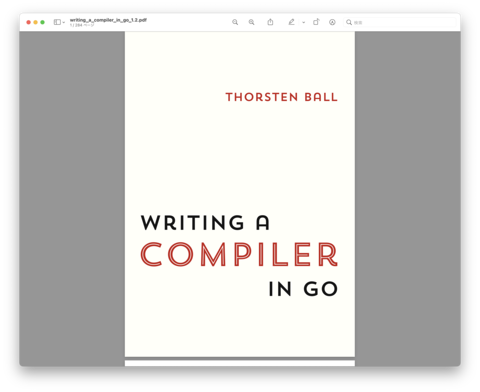 writing_a_compiler_in_go_1.2.pdf
THORSTEN BALL
WRITING A
COMPILER
IN GO